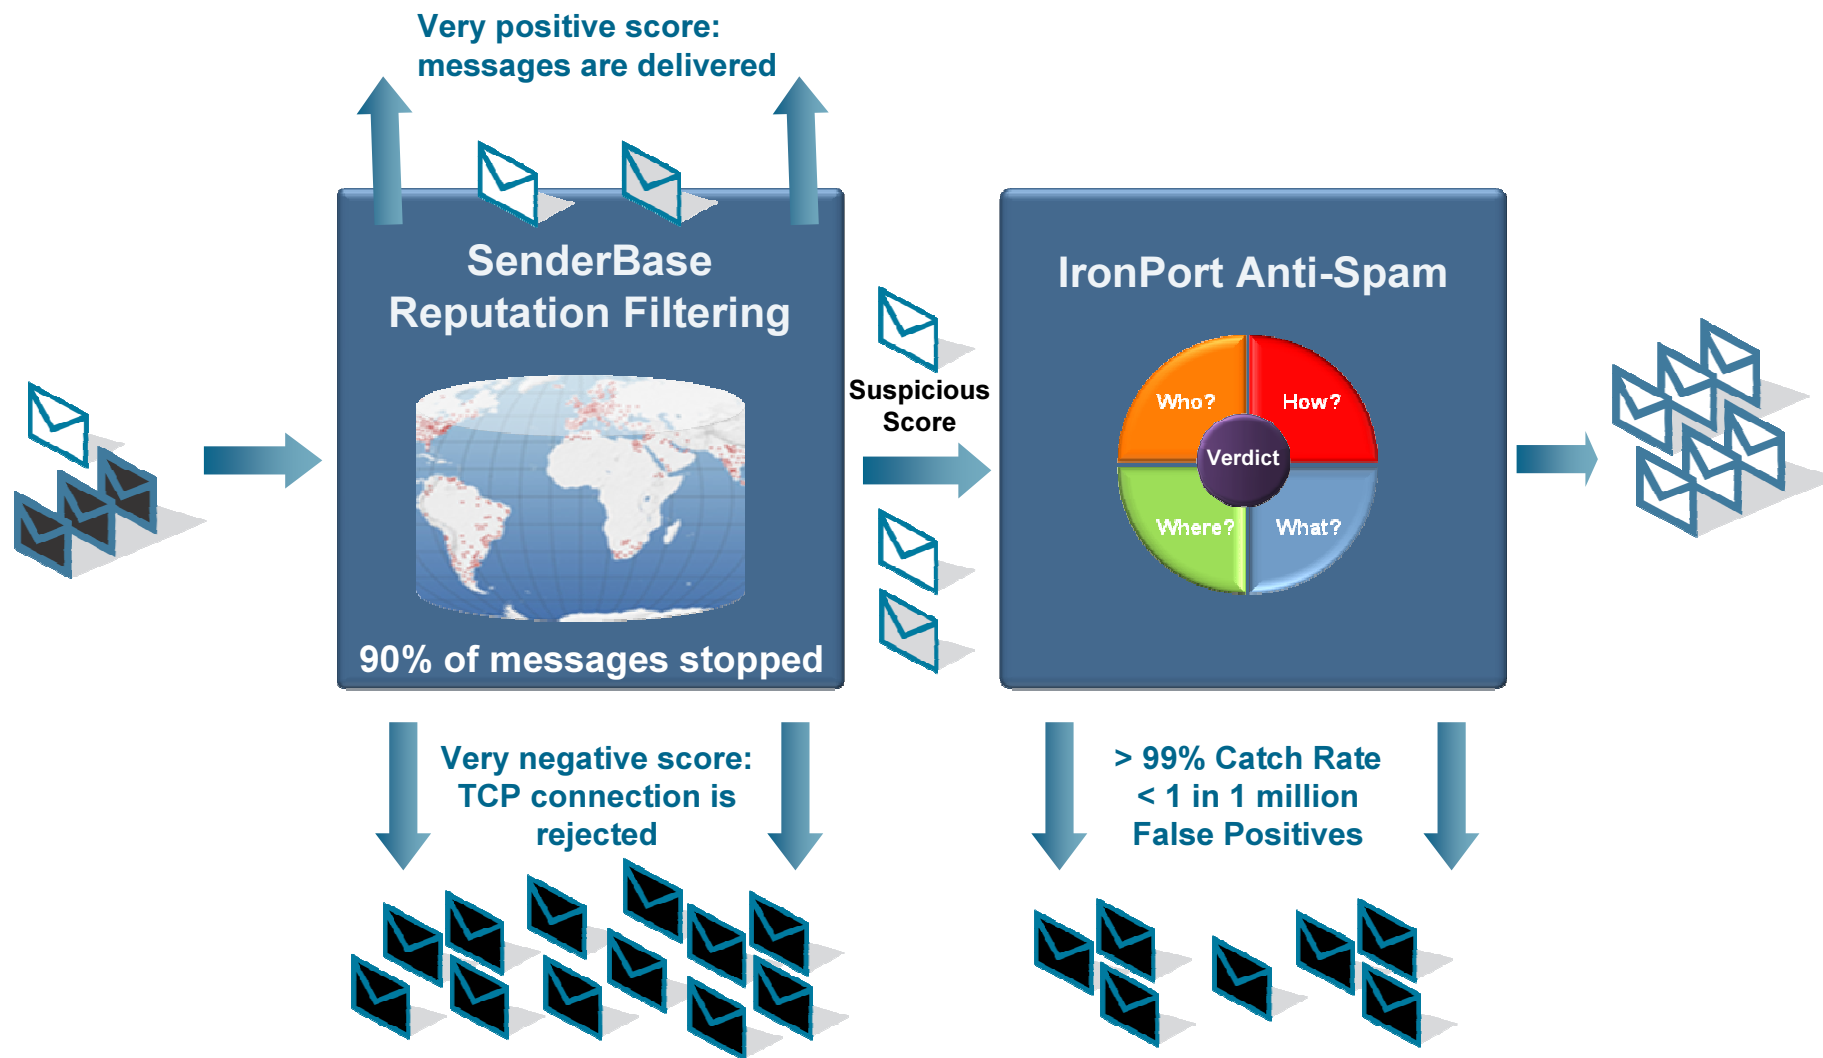 Very positive score:
messages are delivered
SenderBase
Reputation Filtering
90% of messages stopped
Very negative score:
TCP connection is
rejected
Suspicious
Score
IronPort Anti-Spam
Who?
How?
Verdict
Where?
What?
> 99% Catch Rate
< 1 in 1 million
False Positives